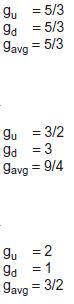 gu = 5/3
gd = 5/3
gavg = 5/3
gu = 3/2
gd = 3
gavg = 9/4
gu = 2
gd = 1
gavg = 3/2